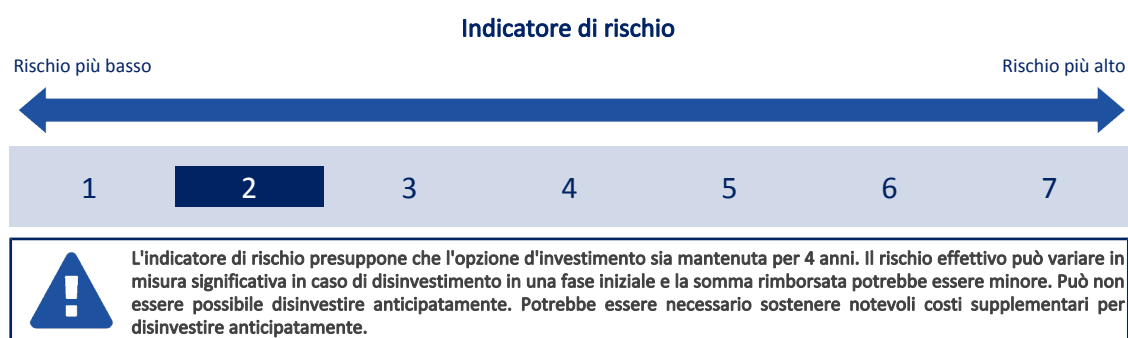 Indicatore di rischio
Rischio più basso
Rischio più alto
1 2 3 4 5 6 7
L'indicatore di rischio presuppone che l'opzione d'investimento sia mantenuta per 4 anni. Il rischio effettivo può variare in
misura significativa in caso di disinvestimento in una fase iniziale e la somma rimborsata potrebbe essere minore. Può non
essere possibile disinvestire anticipatamente. Potrebbe essere necessario sostenere notevoli costi supplementari per
disinvestire anticipatamente.